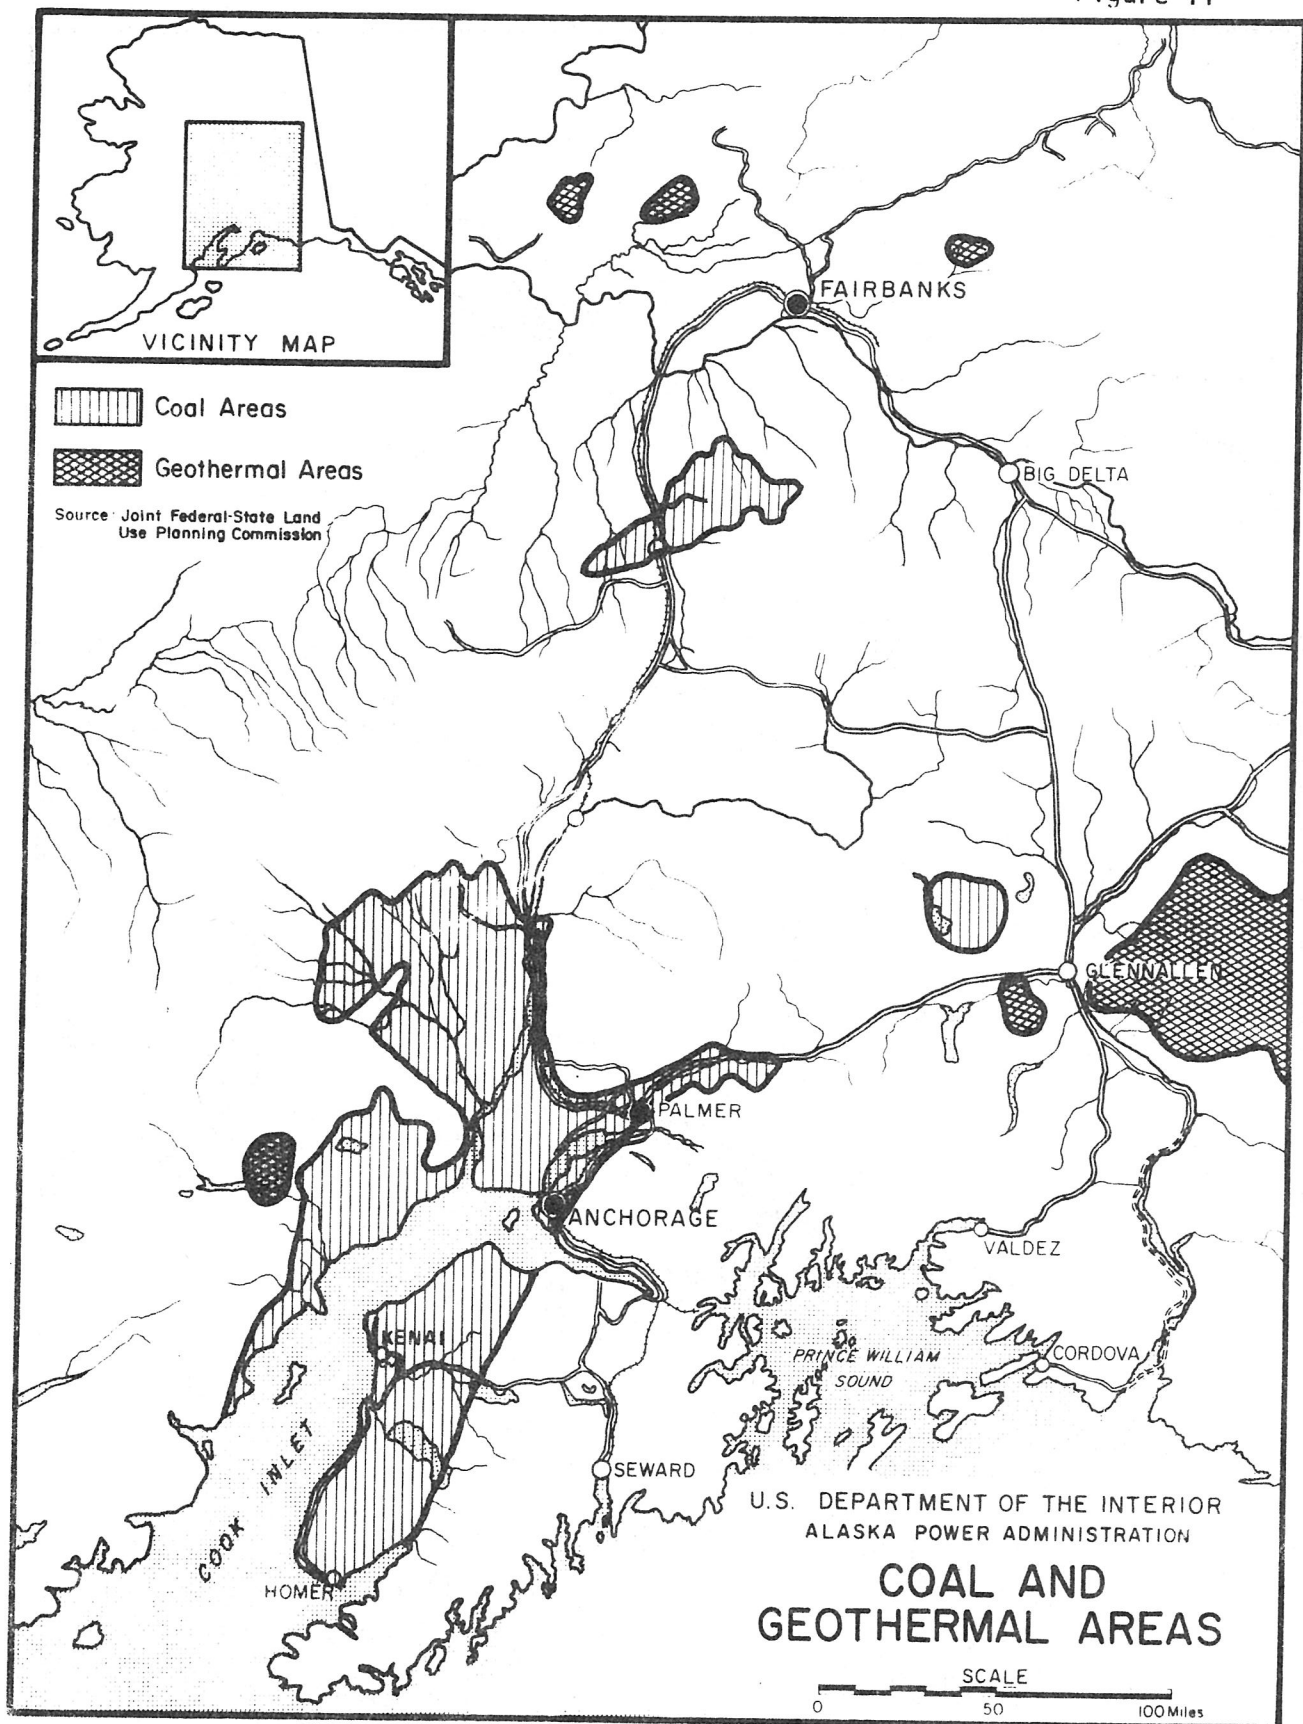 Figure 11
VICINITY MAP
Coal Areas
Geothermal Areas
Source: Joint Federal-State Land
Use Planning Commission
FAIRBANKS
BIG DELTA
GLENNALLEN
PALMER
ANCHORAGE
VALDEZ
KENAI
PRINCE WILLIAM
SOUND
CORDOVA
COOK INLET
SEWARD
HOMER
U.S. DEPARTMENT OF THE INTERIOR
ALASKA POWER ADMINISTRATION
COAL AND
GEOTHERMAL AREAS
SCALE
0 50 100 Miles